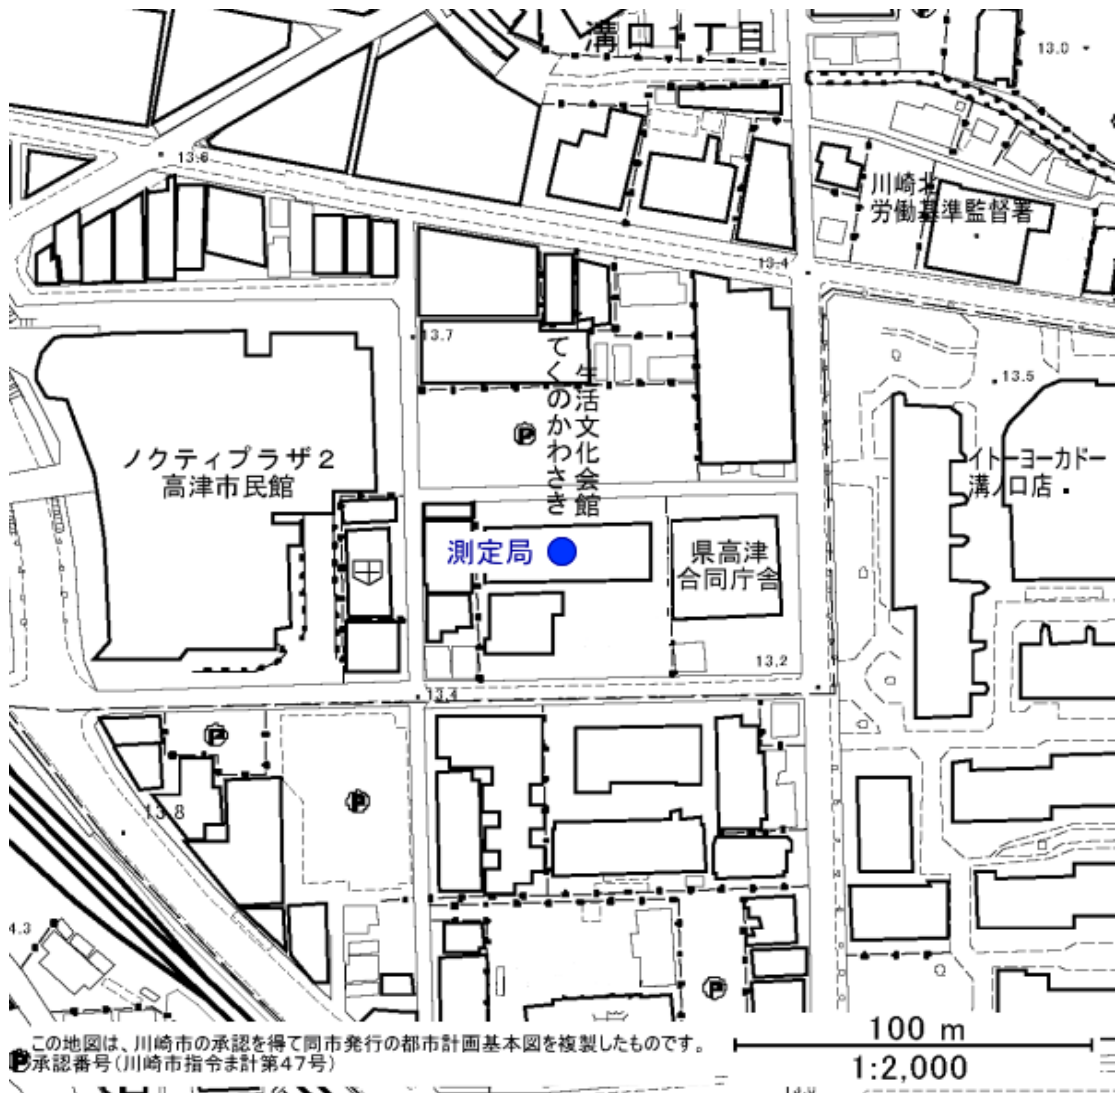 溝
13.0
13.6
川崎北
労働基準監督署
13.4
13.7
13.5
生活文化会館
てくのかわさき
P
ノクティプラザ2
高津市民館
イトーヨーカドー
溝ノ口店
測定局
県高津
合同庁舎
13.2
13.4
P
P
13.8
4.3
P
この地図は、川崎市の承認を得て同市発行の都市計画基本図を複製したものです。
承認番号(川崎市指令ま計第47号)
P
100 m
1:2,000